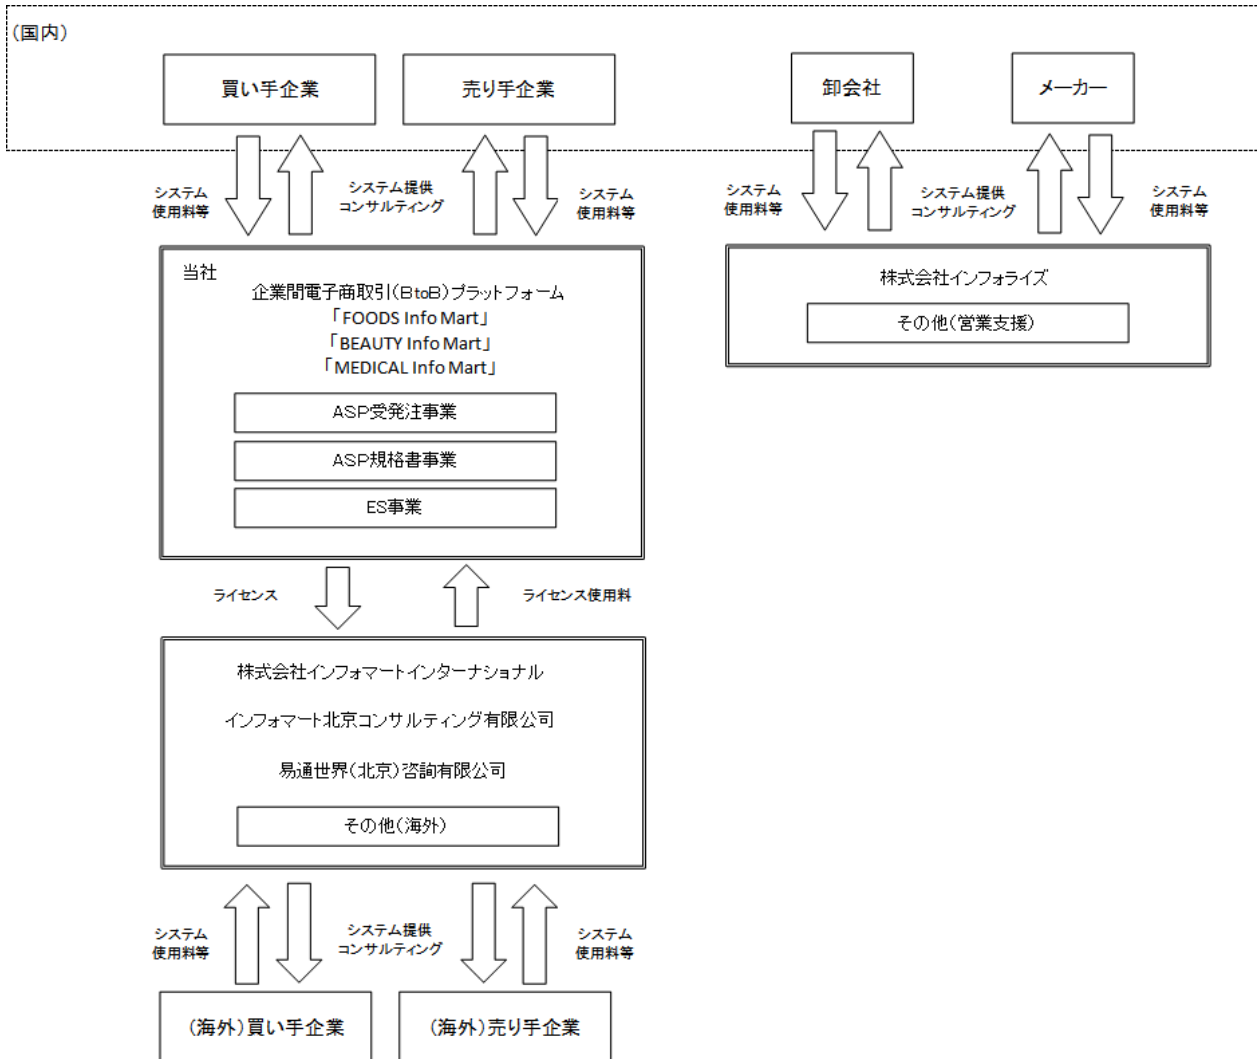 (国内)
買い手企業
売り手企業
卸会社
メーカー
システム
使用料等
システム提供
コンサルティング
システム
使用料等
システム
使用料等
システム提供
コンサルティング
システム
使用料等
当社
企業間電子商取引(BtoB)プラットフォーム
「FOODS Info Mart」
「BEAUTY Info Mart」
「MEDICAL Info Mart」
ASP受発注事業
ASP規格書事業
ES事業
株式会社インフォライズ
その他(営業支援)
ライセンス
ライセンス使用料
株式会社インフォマートインターナショナル
インフォマート北京コンサルティング有限公司
易通世界(北京)咨詢有限公司
その他(海外)
システム
使用料等
システム提供
コンサルティング
システム
使用料等
(海外)買い手企業
(海外)売り手企業